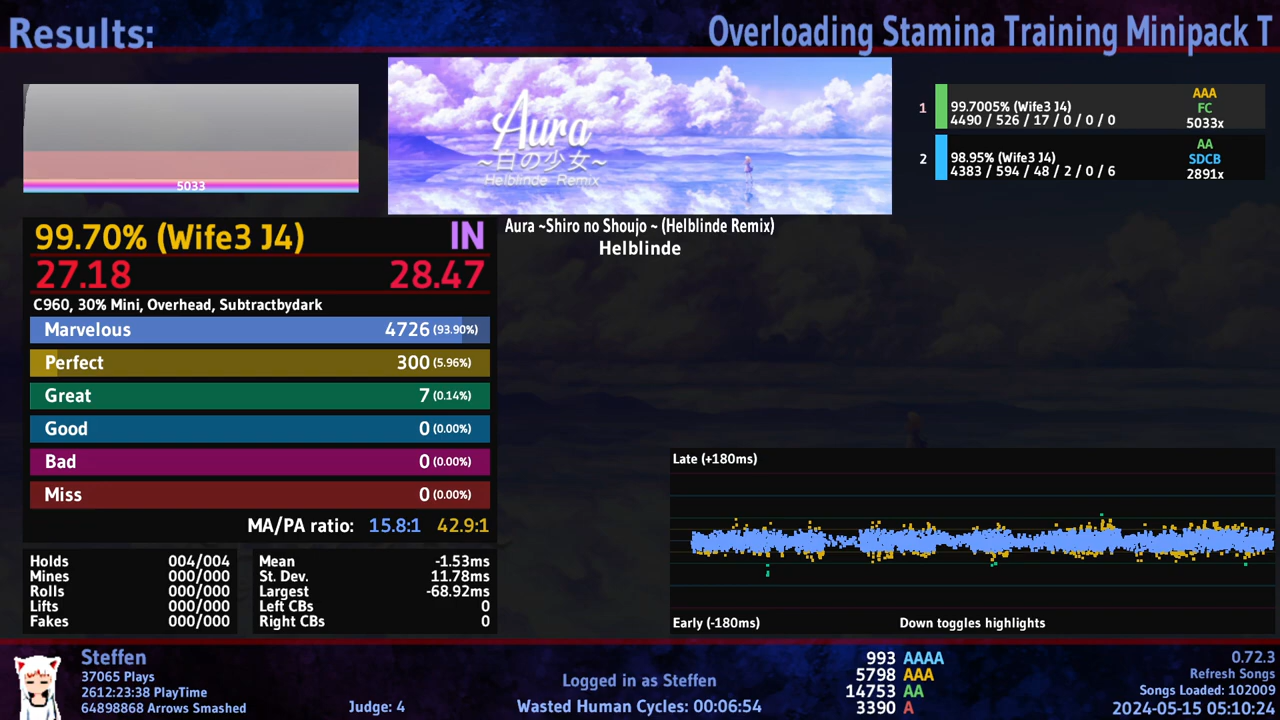 Results:
Overloading Stamina Training Minipack T
5033
Aura
~白の少女~
Helblinde Remix
1
99.7005% (Wife3 J4)
4490 / 526 / 17 / 0 / 0 / 0
AAA
FC
5033x
2
98.95% (Wife3 J4)
4383 / 594 / 48 / 2 / 0 / 6
AA
SDCB
2891x
Aura ~Shiro no Shoujo ~ (Helblinde Remix)
Helblinde
99.70% (Wife3 J4) IN
27.18 28.47
C960, 30% Mini, Overhead, Subtractbydark
Marvelous 4726 (93.90%)
Perfect 300 (5.96%)
Great 7 (0.14%)
Good 0 (0.00%)
Bad 0 (0.00%)
Miss 0 (0.00%)
MA/PA ratio: 15.8:1 42.9:1
Holds 004/004
Mines 000/000
Rolls 000/000
Lifts 000/000
Fakes 000/000
Mean -1.53ms
St. Dev. 11.78ms
Largest -68.92ms
Left CBs 0
Right CBs 0
Late (+180ms)
Early (-180ms)
Down toggles highlights
Steffen
37065 Plays
2612:23:38 PlayTime
64898868 Arrows Smashed
Judge: 4
Logged in as Steffen
Wasted Human Cycles: 00:06:54
993 AAAA
5798 AAA
14753 AA
3390 A
0.72.3
Refresh Songs
Songs Loaded: 102009
2024-05-15 05:10:24